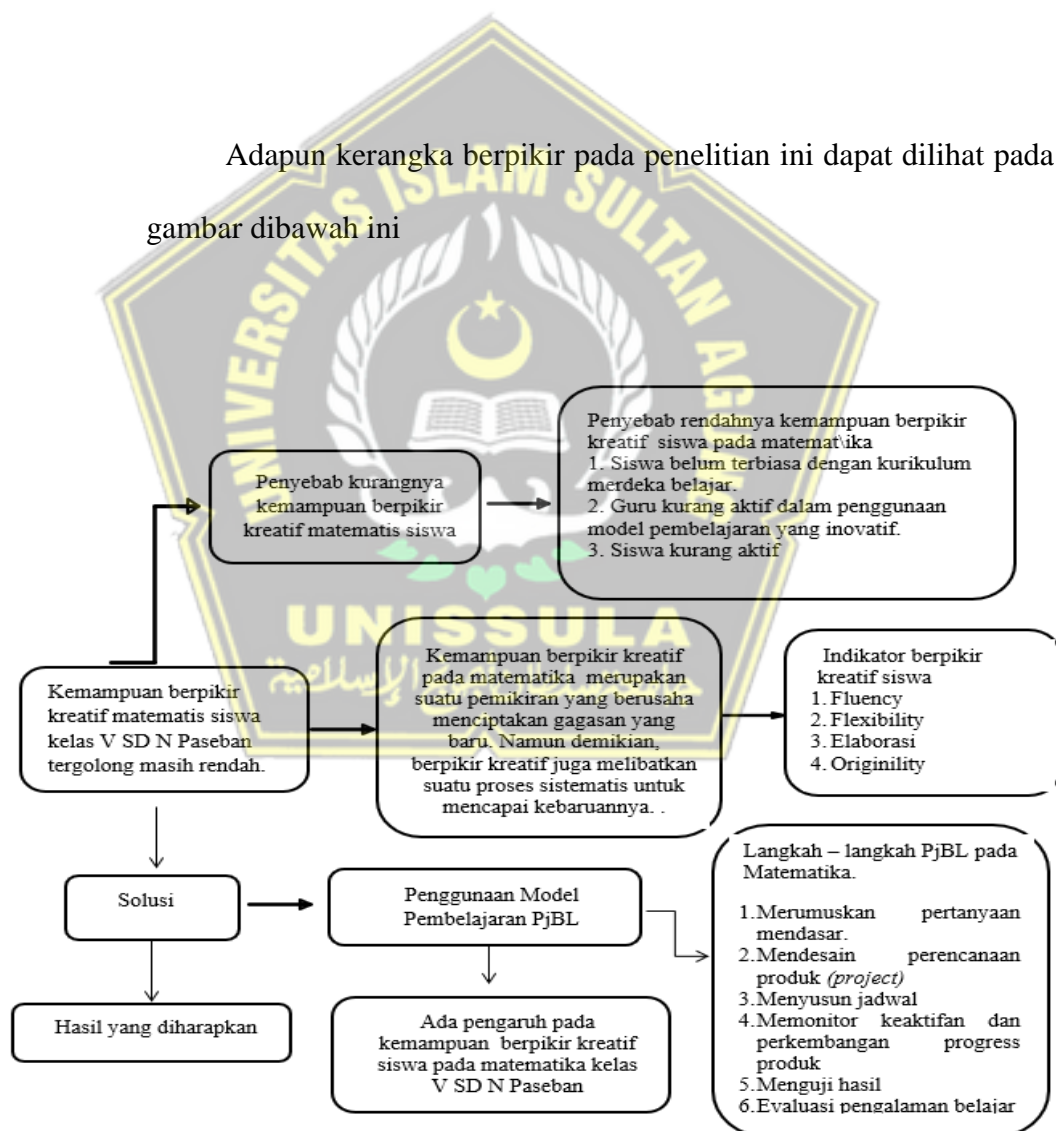 Adapun kerangka berpikir pada penelitian ini dapat dilihat pada
gambar dibawah ini
UNIVERSITAS ISLAM SULTAN AGUNG
UNISSULA
جامعة سلطان أجونج الإسلامية
Penyebab kurangnya
kemampuan berpikir
kreatif matematis siswa
Penyebab rendahnya kemampuan berpikir
kreatif siswa pada matemat\ika
1. Siswa belum terbiasa dengan kurikulum
merdeka belajar.
2. Guru kurang aktif dalam penggunaan
model pembelajaran yang inovatif.
3. Siswa kurang aktif
Kemampuan berpikir
kreatif matematis siswa
kelas V SD N Paseban
tergolong masih rendah.
Kemampuan berpikir kreatif
pada matematika merupakan
suatu pemikiran yang berusaha
menciptakan gagasan yang
baru. Namun demikian,
berpikir kreatif juga melibatkan
suatu proses sistematis untuk
mencapai kebaruannya. .
Indikator berpikir
kreatif siswa
1. Fluency
2. Flexibility
3. Elaborasi
4. Originility
Solusi
Penggunaan Model
Pembelajaran PjBL
Langkah – langkah PjBL pada
Matematika.
1.Merumuskan pertanyaan
mendasar.
2.Mendesain perencanaan
produk (project)
3.Menyusun jadwal
4.Memonitor keaktifan dan
perkembangan progress
produk
5.Menguji hasil
6.Evaluasi pengalaman belajar
Hasil yang diharapkan
Ada pengaruh pada
kemampuan berpikir kreatif
siswa pada matematika kelas
V SD N Paseban